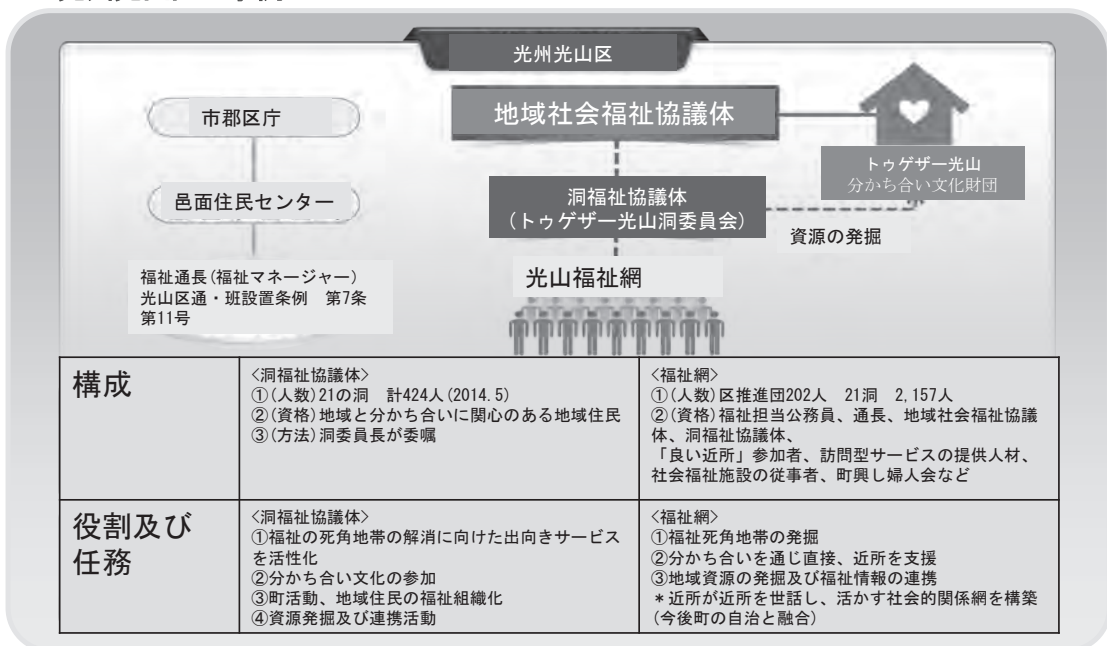 光州光山区
市郡区庁
邑面住民センター
福祉通長(福祉マネージャー)
光山区通・班設置条例 第7条
第11号
地域社会福祉協議体
洞福祉協議体
(トゥゲザー光山洞委員会)
光山福祉網
トゥゲザー光山
分かち合い文化財団
資源の発掘
構成
〈洞福祉協議体〉
①(人数)21の洞 計424人(2014.5)
②(資格)地域と分かち合いに関心のある地域住民
③(方法)洞委員長が委嘱
〈福祉網〉
①(人数)区推進団202人 21洞 2,157人
②(資格)福祉担当公務員、通長、地域社会福祉協議
体、洞福祉協議体、
「良い近所」参加者、訪問型サービスの提供人材、
社会福祉施設の従事者、町興し婦人会など
役割及び
任務
〈洞福祉協議体〉
①福祉の死角地帯の解消に向けた出向きサービス
を活性化
②分かち合い文化の参加
③町活動、地域住民の福祉組織化
④資源発掘及び連携活動
〈福祉網〉
①福祉死角地帯の発掘
②分かち合いを通じ直接、近所を支援
③地域資源の発掘及び福祉情報の連携
*近所が近所を世話し、活かす社会的関係網を構築
(今後町の自治と融合)